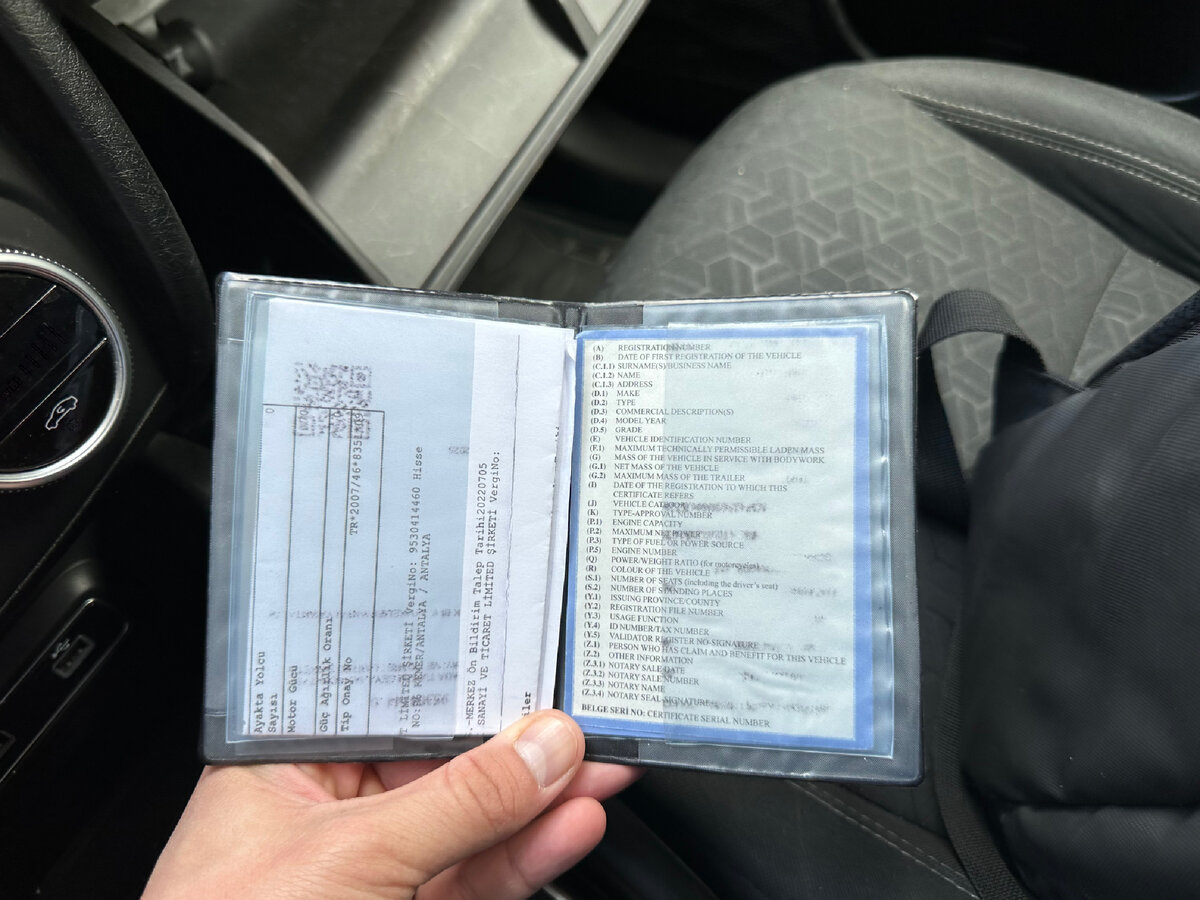 Ayakta Yolcu
Sayısı
0
Motor Gücü
Güç Ağırlık Oranı
Tip Onay No
TR*2007/46*8351*09
LİMİTED ŞİRKETİ VergiNo: 9530414460 Hisse
KEMER/ANTALYA / ANTALYA
.-MERKEZ Ön Bildirim Talep Tarihi20220705
SANAYİ VE TİCARET LİMİTED ŞİRKETİ VergiNo:
iler
(A) REGISTRATION NUMBER
(B) DATE OF FIRST REGISTRATION OF THE VEHICLE
(C.1.1) SURNAME(S)/BUSINESS NAME
(C.1.2) NAME
(C.1.3) ADDRESS
(D.1) MAKE
(D.2) TYPE
(D.3) COMMERCIAL DESCRIPTION(S)
(D.4) MODEL YEAR
(D.5) GRADE
(E) VEHICLE IDENTIFICATION NUMBER
(F.1) MAXIMUM TECHNICALLY PERMISSIBLE LADEN MASS
(G) MASS OF THE VEHICLE IN SERVICE WITH BODYWORK
(G.1) NET MASS OF THE VEHICLE
(G.2) MAXIMUM MASS OF THE TRAILER
(I) DATE OF THE REGISTRATION TO WHICH THIS
CERTIFICATE REFERS
(J) VEHICLE CATEGORY
(K) TYPE-APPROVAL NUMBER
(P.1) ENGINE CAPACITY
(P.2) MAXIMUM NET POWER
(P.3) TYPE OF FUEL OR POWER SOURCE
(P.5) ENGINE NUMBER
(Q) POWER/WEIGHT RATIO (for motorcycles)
(R) COLOUR OF THE VEHICLE
(S.1) NUMBER OF SEATS (including the driver's seat)
(S.2) NUMBER OF STANDING PLACES
(Y.1) ISSUING PROVINCE/COUNTY
(Y.2) REGISTRATION FILE NUMBER
(Y.3) USAGE FUNCTION
(Y.4) ID NUMBER/TAX NUMBER
(Y.5) VALIDATOR REGISTER NO-SIGNATURE
(Z.1) PERSON WHO HAS CLAIM AND BENEFIT FOR THIS VEHICLE
(Z.2) OTHER INFORMATION
(Z.3.1) NOTARY SALE DATE
(Z.3.2) NOTARY SALE NUMBER
(Z.3.3) NOTARY NAME
(Z.3.4) NOTARY SEAL-SIGNATURE
BELGE SERİ NO: CERTIFICATE SERIAL NUMBER